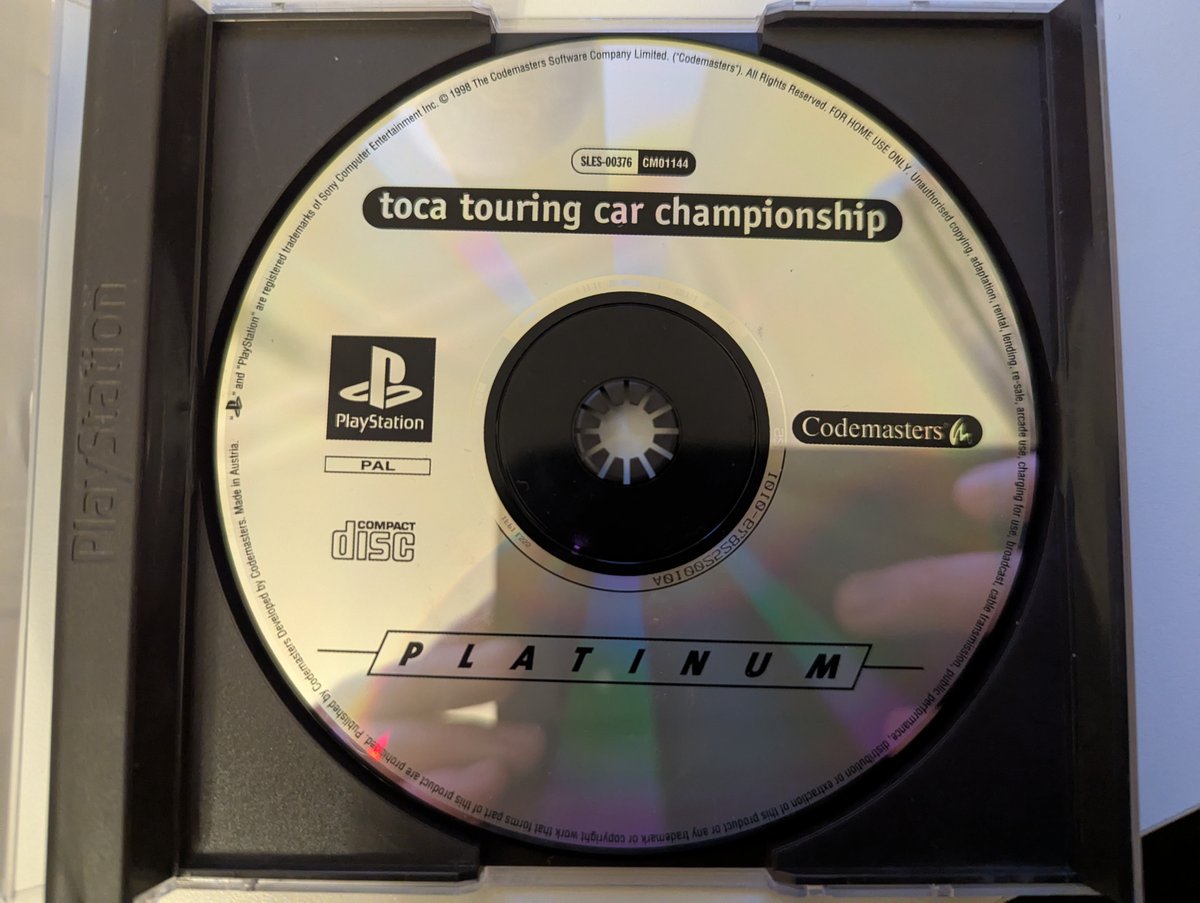 SLES-00376 CM01144
toca touring car championship
PlayStation
PlayStation
PAL
COMPACT
disc
Codemasters
PLATINUM
Published by Codemasters Developed by Codemasters. Made in Austria. " " and "PlayStation" are registered trademarks of Sony Computer Entertainment Inc. © 1998 The Codemasters Software Company Limited. ("Codemasters"). All Rights Reserved. FOR HOME USE ONLY. Unauthorised copying, adaptation, rental, lending, re-sale, arcade use, charging for use, broadcast, cable transmission, public performance, distribution or extraction of this product or any trademark or copyright work that forms part of this product are prohibited.